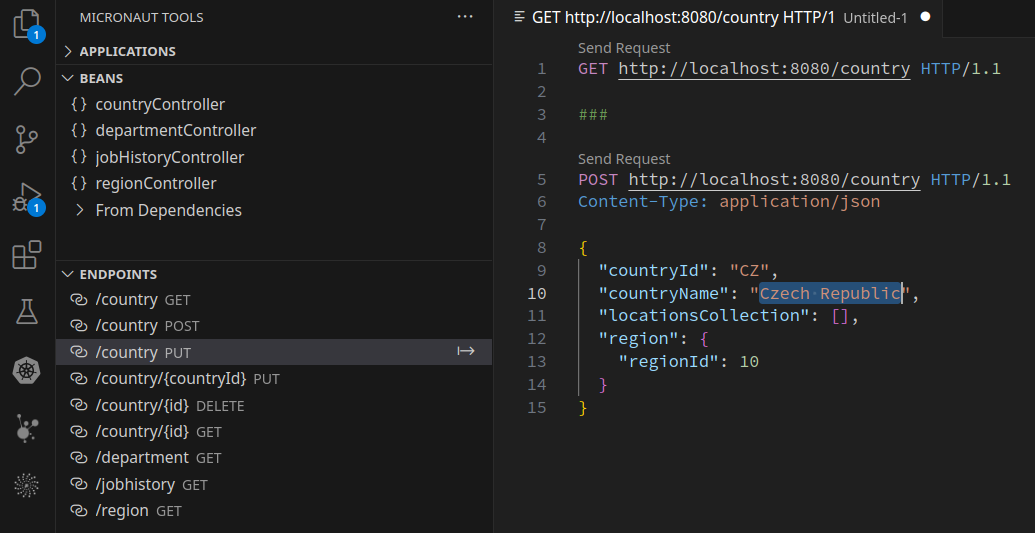 MICRONAUT TOOLS
APPLICATIONS
BEANS
{} countryController
{} departmentController
{} jobHistoryController
{} regionController
From Dependencies
ENDPOINTS
/country GET
/country POST
/country PUT
/country/{countryId} PUT
/country/{id} DELETE
/country/{id} GET
/department GET
/jobhistory GET
/region GET
1
1
GET http://localhost:8080/country HTTP/1 Untitled-1
Send Request
1 GET http://localhost:8080/country HTTP/1.1
2
3 ###
4
Send Request
5 POST http://localhost:8080/country HTTP/1.1
6 Content-Type: application/json
7
8 {
9 "countryId": "CZ",
10 "countryName": "Czech Republic",
11 "locationsCollection": [],
12 "region": {
13 "regionId": 10
14 }
15 }